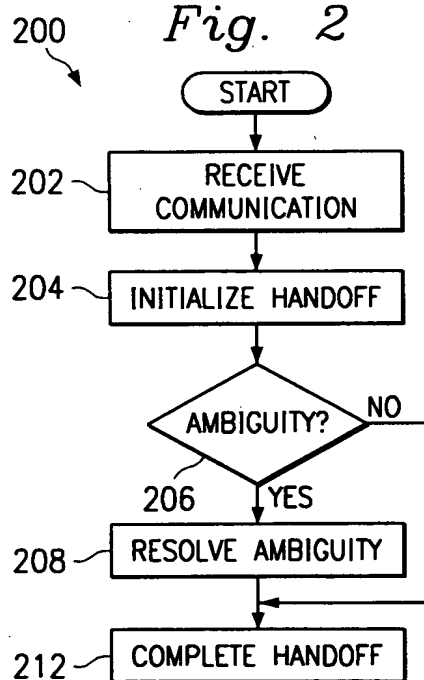 Fig. 2
200
START
202
RECEIVE
COMMUNICATION
204
INITIALIZE HANDOFF
AMBIGUITY?
NO
206
YES
208
RESOLVE AMBIGUITY
212
COMPLETE HANDOFF